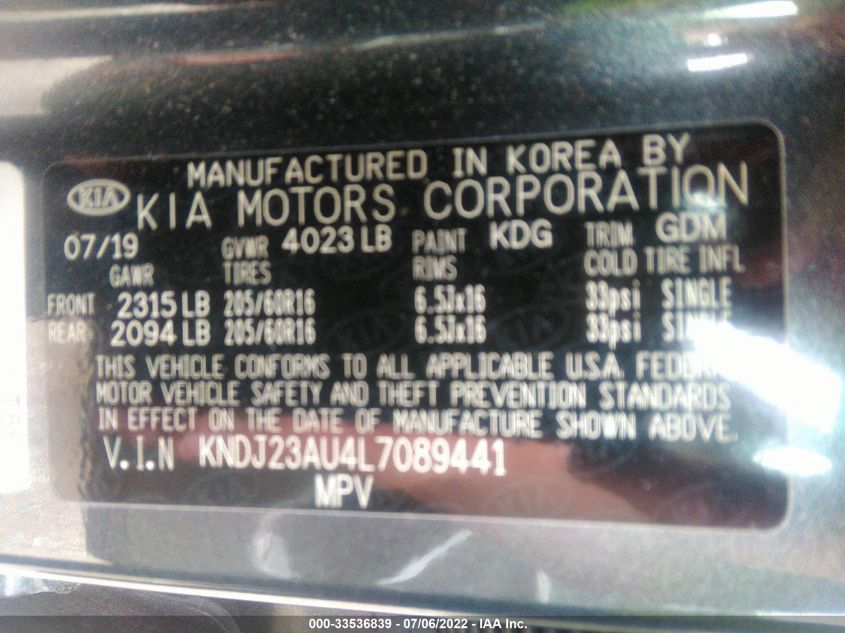 MANUFACTURED IN KOREA BY
KIA KIA MOTORS CORPORATION
07/19 GVWR 4023 LB PAINT KDG TRIM GDM
GAWR TIRES RIMS COLD TIRE INFL
FRONT 2315 LB 205/60R16 6.5Jx16 33psi SINGLE
REAR 2094 LB 205/60R16 6.5Jx16 33psi SINGLE
THIS VEHICLE CONFORMS TO ALL APPLICABLE U.S.A. FEDERAL
MOTOR VEHICLE SAFETY AND THEFT PREVENTION STANDARDS
IN EFFECT ON THE DATE OF MANUFACTURE SHOWN ABOVE.
V.I.N KNDJ23AU4L7089441
MPV
000-33536839 - 07/06/2022 - IAA Inc.